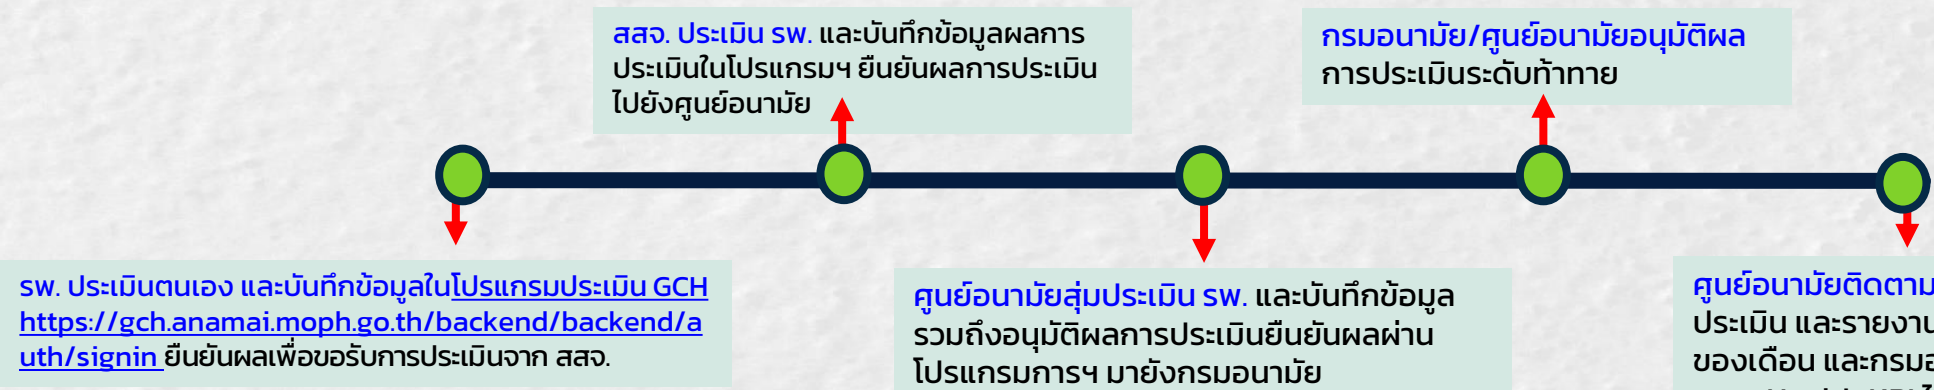 สสจ. ประเมิน รพ. และบันทึกข้อมูลผลการ
ประเมินในโปรแกรมฯ ยืนยันผลการประเมิน
ไปยังศูนย์อนามัย
กรมอนามัย/ศูนย์อนามัยอนุมัติผล
การประเมินระดับท้าทาย
รพ. ประเมินตนเอง และบันทึกข้อมูลในโปรแกรมประเมิน GCH
https://gch.anamai.moph.go.th/backend/backend/a
uth/signin ยืนยันผลเพื่อขอรับการประเมินจาก สสจ.
ศูนย์อนามัยสุ่มประเมิน รพ. และบันทึกข้อมูล
รวมถึงอนุมัติผลการประเมินยืนยันผลผ่าน
โปรแกรมการฯ มายังกรมอนามัย
ศูนย์อนามัยติดตาม
ประเมิน และรายงาน
ของเดือน และกรมอ